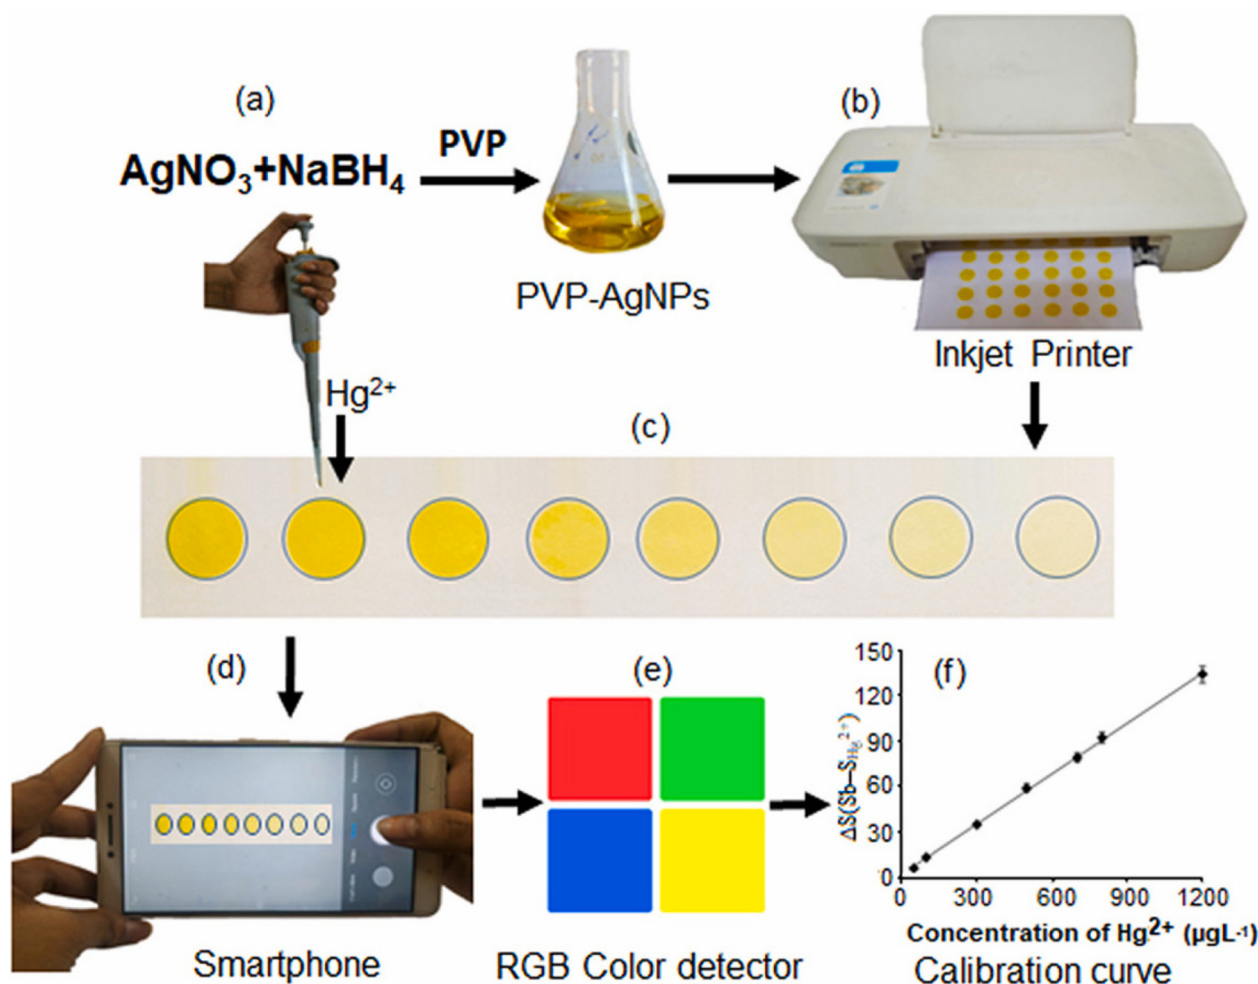 (a)
AgNO₃+NaBH₄
PVP
PVP-AgNPs
(b)
Inkjet Printer
Hg²⁺
(c)
(d)
Smartphone
(e)
RGB Color detector
(f)
ΔS(Sb–S_Hg²⁺)
150
120
90
60
30
0
0 300 600 900 1200
Concentration of Hg²⁺ (µgL⁻¹)
Calibration curve